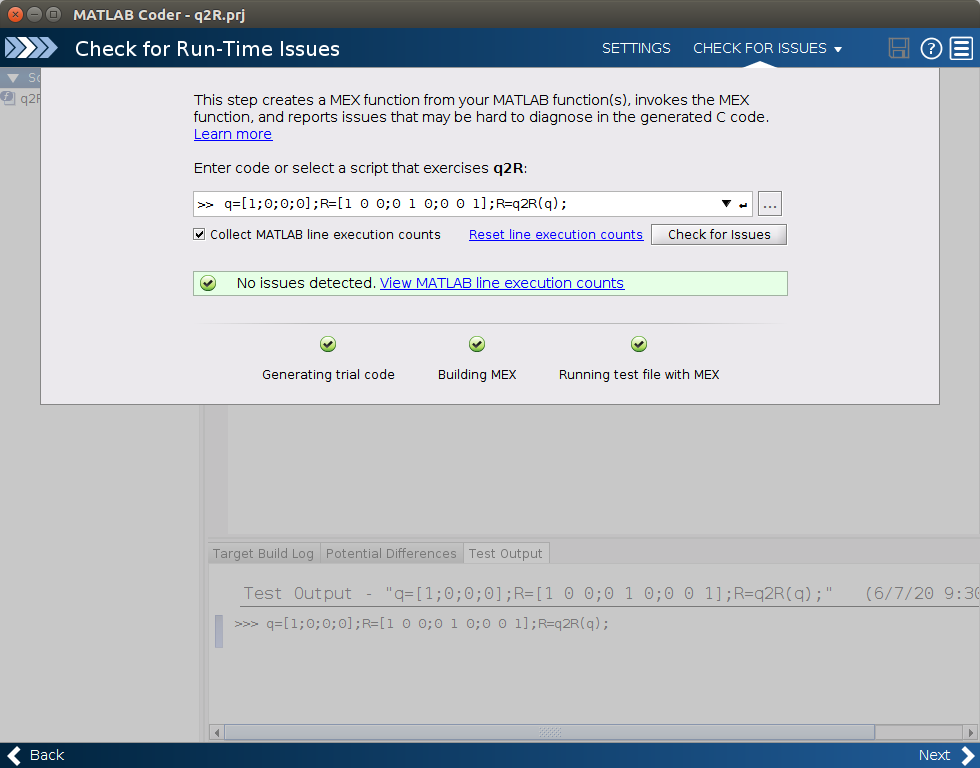 MATLAB Coder - q2R.prj
Check for Run-Time Issues
SETTINGS
CHECK FOR ISSUES
?
q2R
This step creates a MEX function from your MATLAB function(s), invokes the MEX
function, and reports issues that may be hard to diagnose in the generated C code.
Learn more
Enter code or select a script that exercises q2R:
>> q=[1;0;0;0];R=[1 0 0;0 1 0;0 0 1];R=q2R(q);
...
Collect MATLAB line execution counts
Reset line execution counts
Check for Issues
No issues detected. View MATLAB line execution counts
Generating trial code
Building MEX
Running test file with MEX
Target Build Log
Potential Differences
Test Output
Test Output - "q=[1;0;0;0];R=[1 0 0;0 1 0;0 0 1];R=q2R(q);" (6/7/20 9:30
>>> q=[1;0;0;0];R=[1 0 0;0 1 0;0 0 1];R=q2R(q);
Back
Next